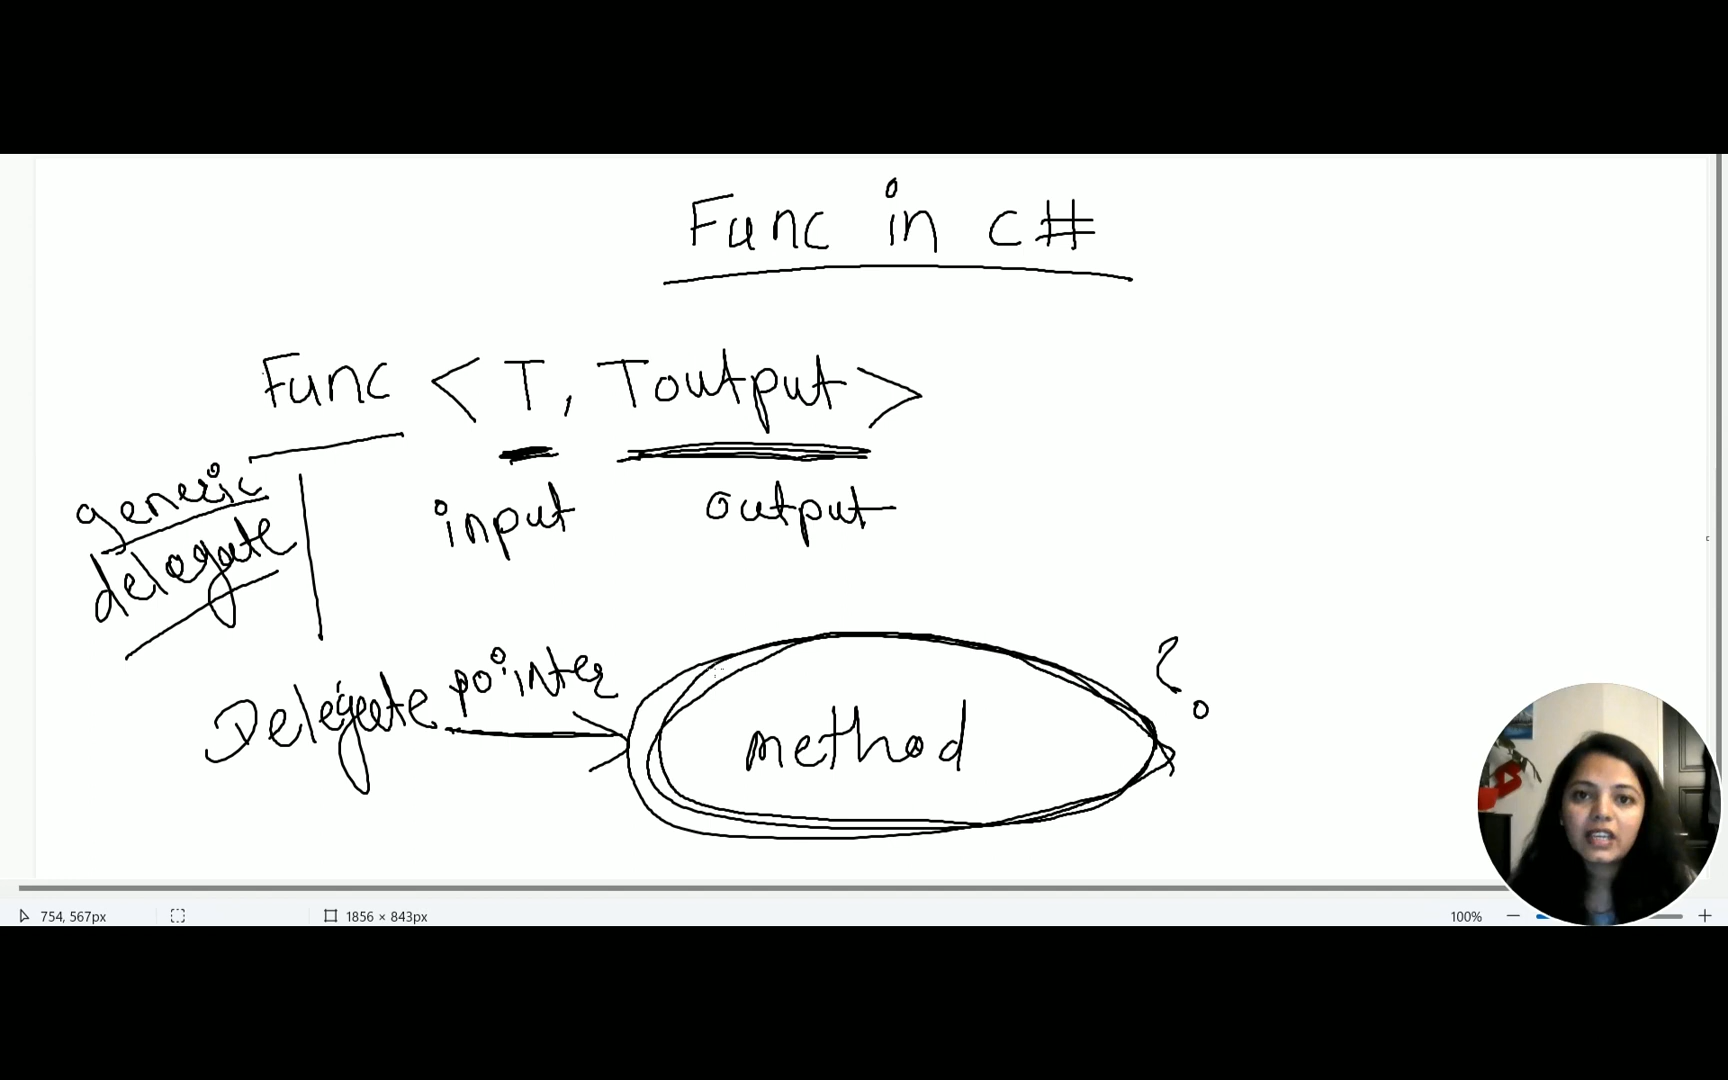 Func in c#
Func <T, Toutput>
generic
delegate
input
output
Delegate pointer
method
?
754, 567px
1856 × 843px
100%